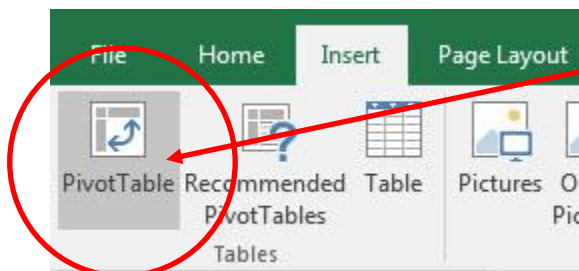 File Home Insert Page Layout
PivotTable Recommended Table Pictures
PivotTables
Tables